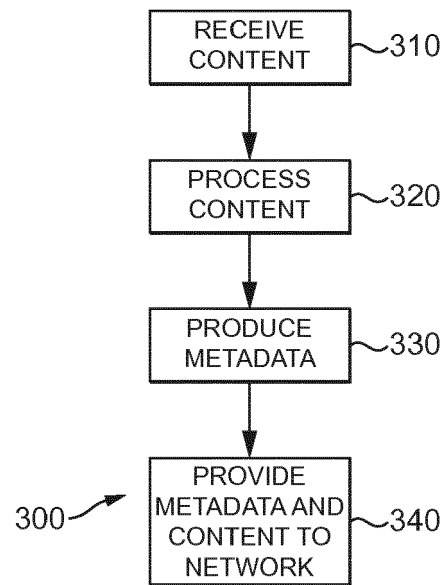 RECEIVE
CONTENT
310
PROCESS
CONTENT
320
PRODUCE
METADATA
330
PROVIDE
METADATA AND
CONTENT TO
NETWORK
340
300